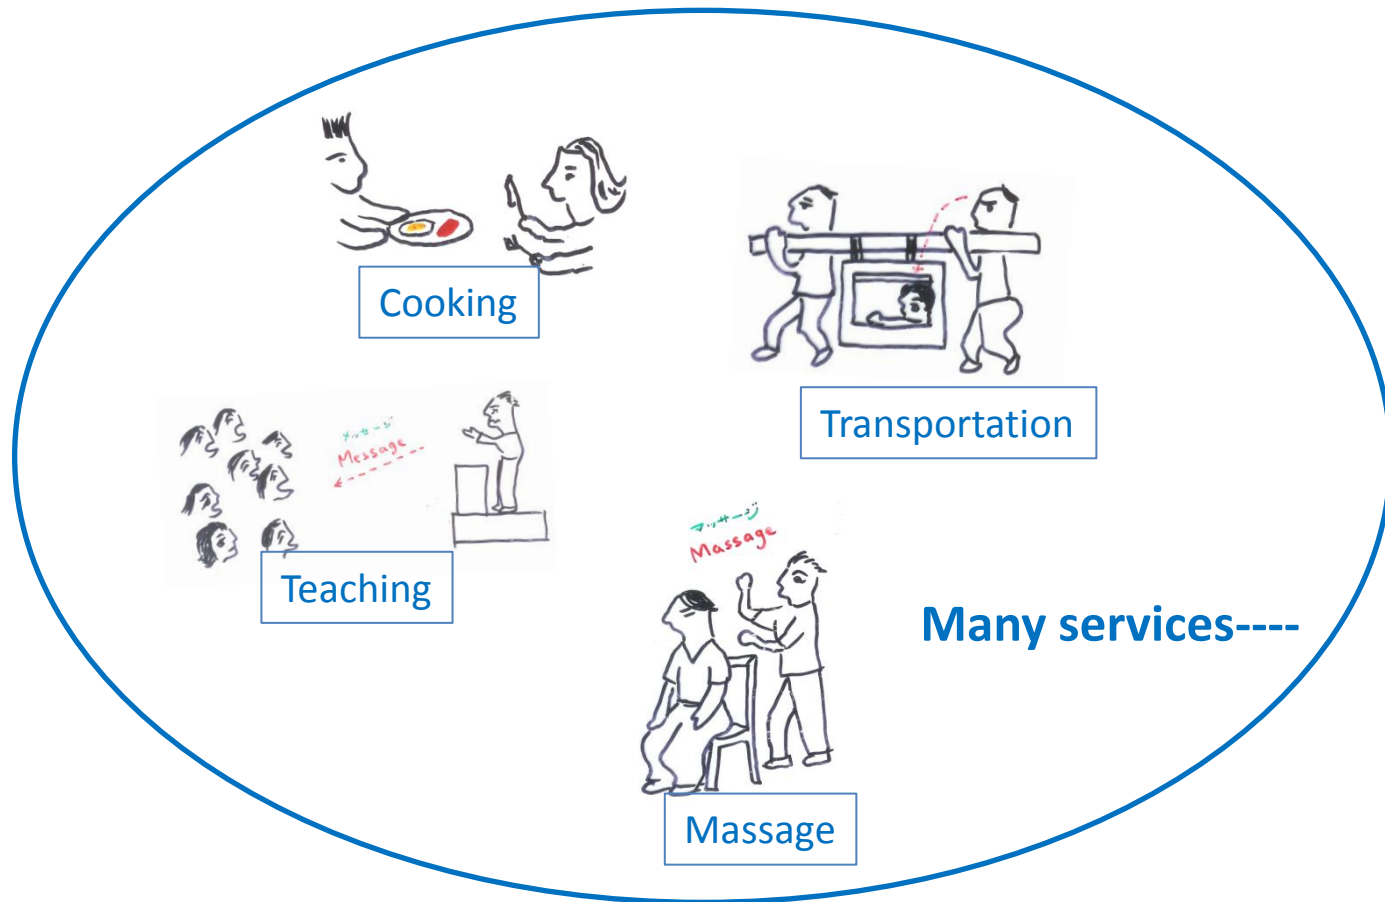 Cooking
Transportation
メッセージ
Message
Teaching
マッサージ
Massage
Many services----
Massage